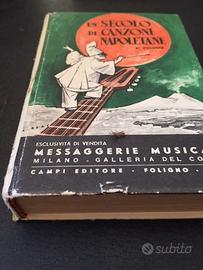 UN SECOLO
DI CANZONI
NAPOLETANE
ESCLUSIVITÀ DI VENDITA
MESSAGGERIE MUSICA
MILANO - GALLERIA DEL CO
CAMPI EDITORE - FOLIGNO -
subito